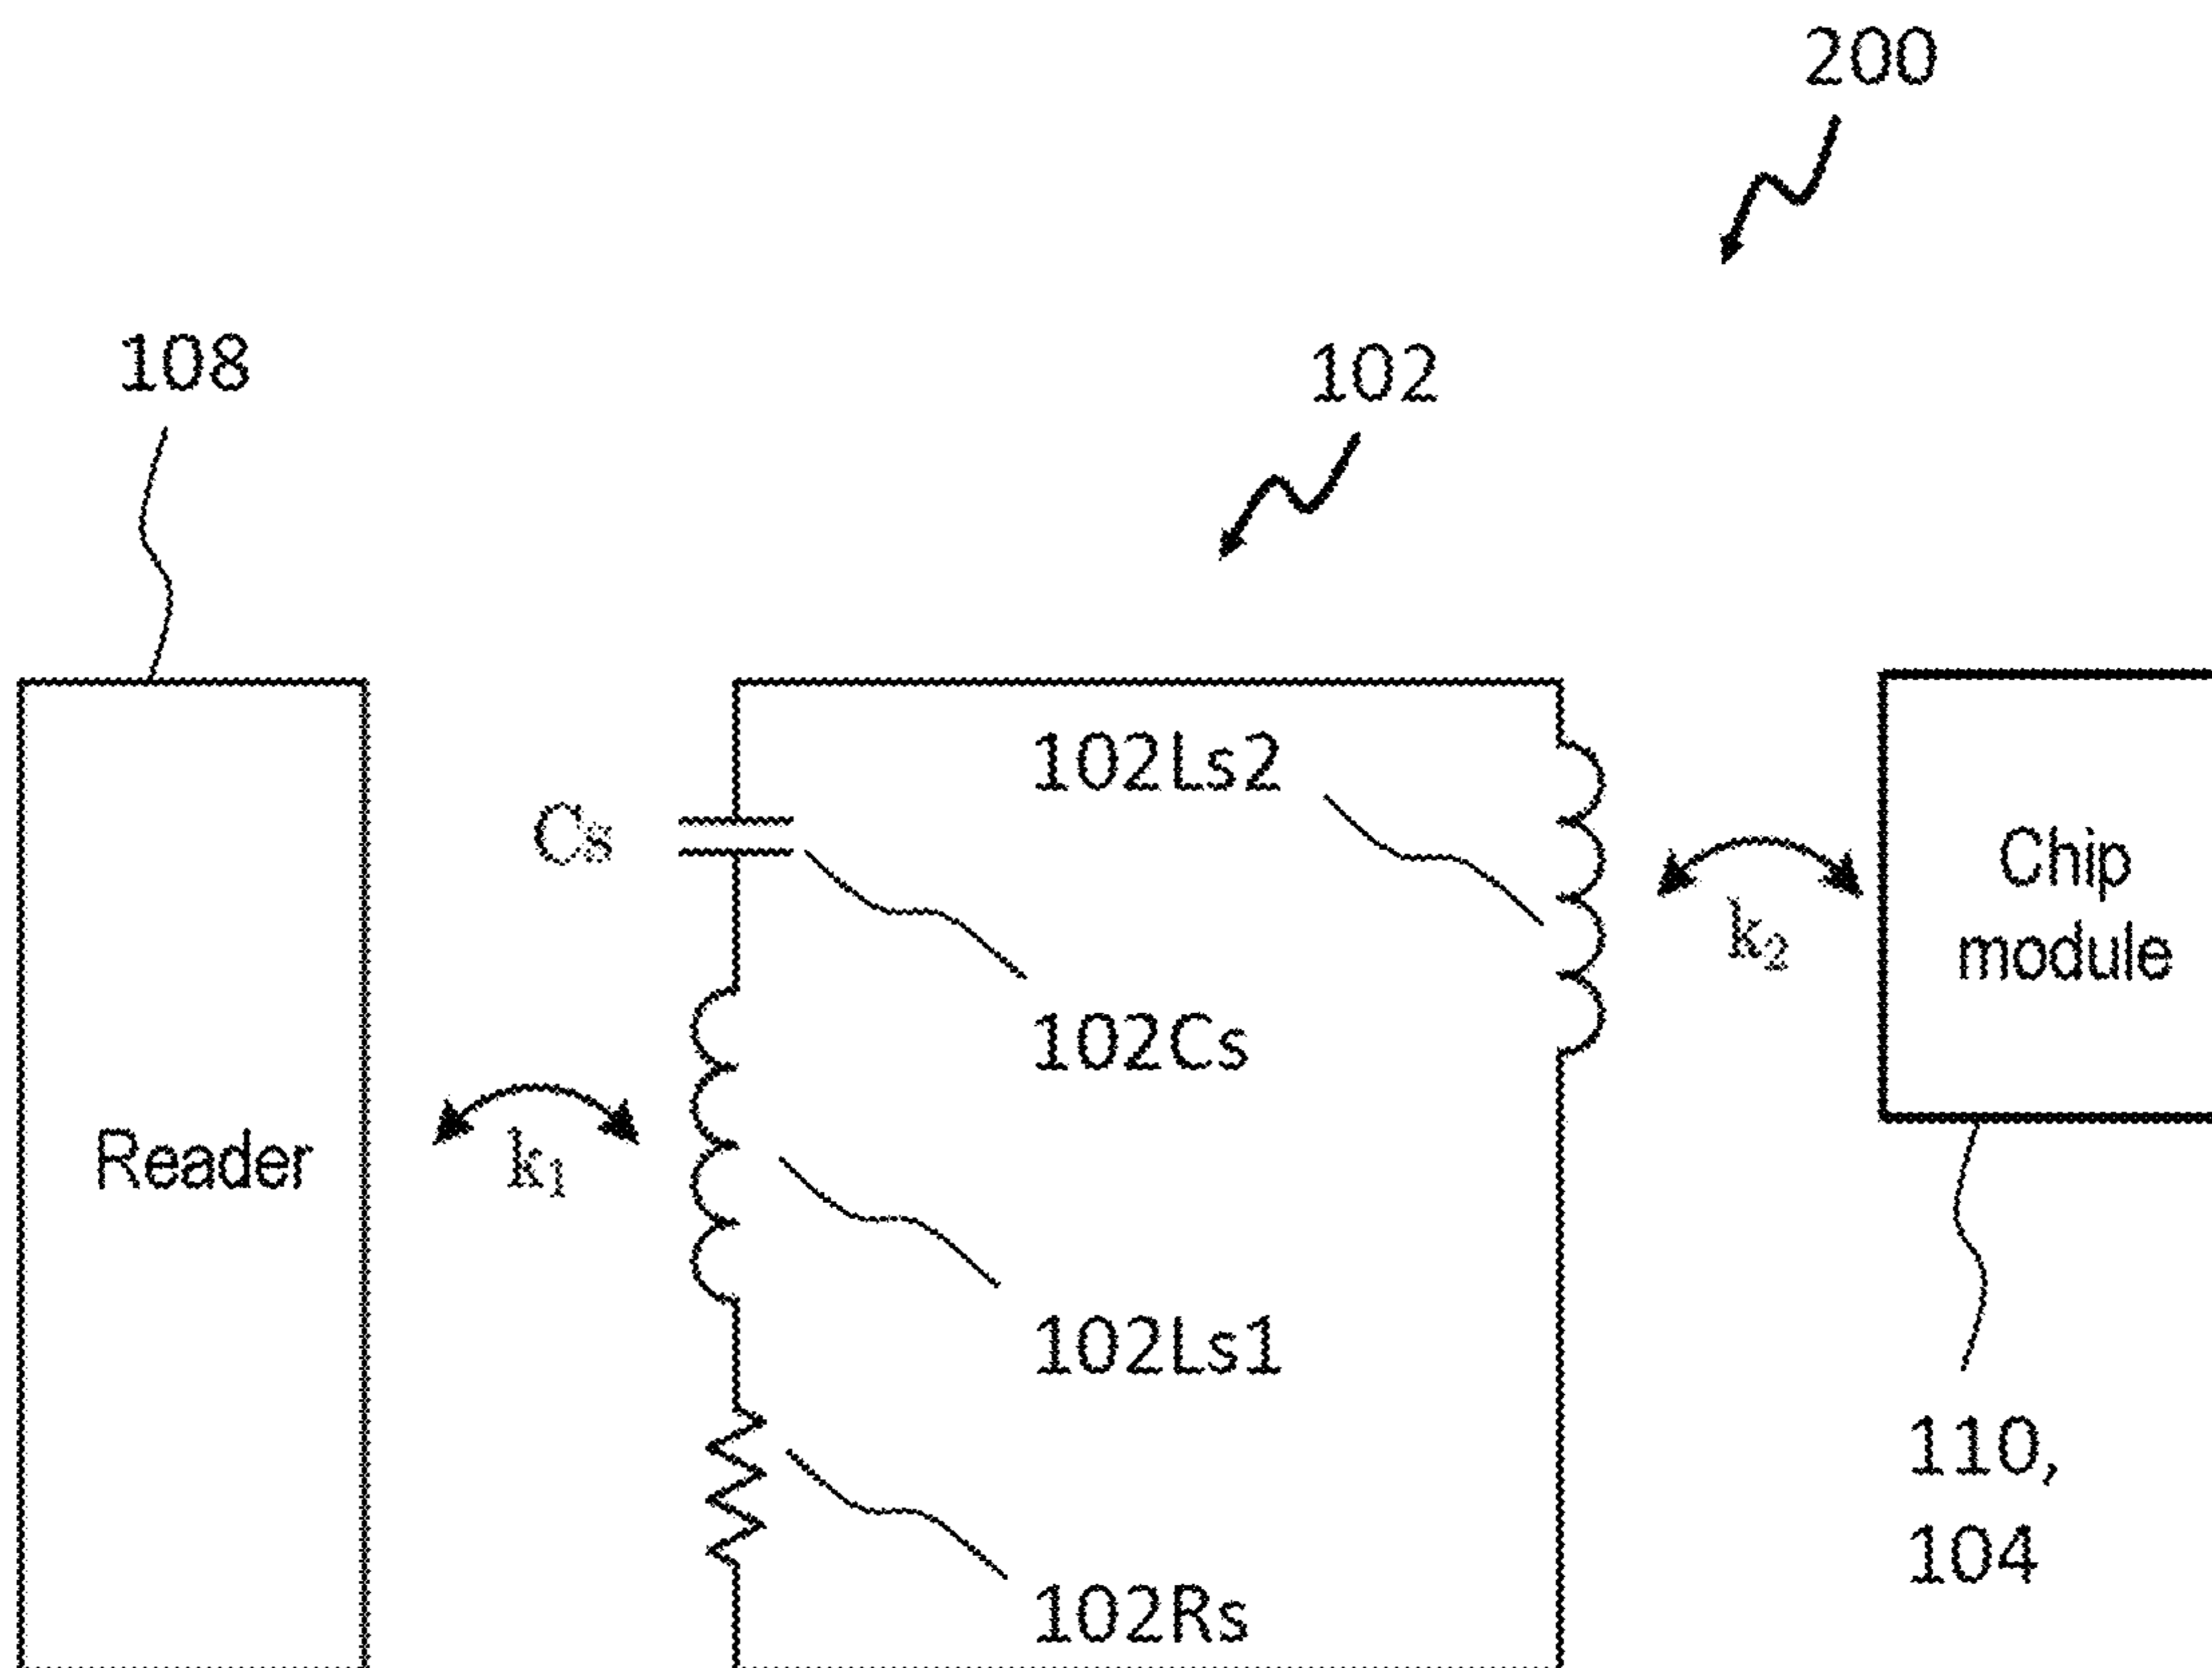 200
108
102
102Ls2
Cs
Chip
module
k₂
102Cs
Reader
k₁
102Ls1
110,
104
102Rs